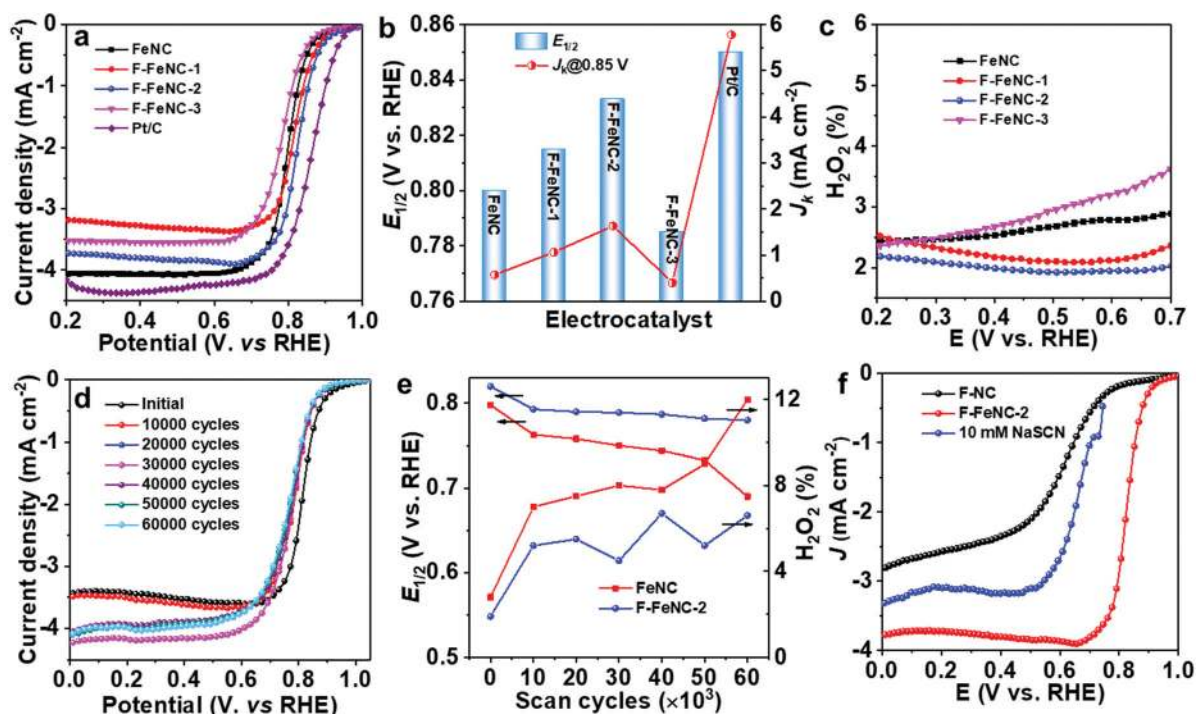 a
FeNC
F-FeNC-1
F-FeNC-2
F-FeNC-3
Pt/C
Current density (mA cm-2)
0
-1
-2
-3
-4
-5
0.2 0.4 0.6 0.8 1.0
Potential (V. vs RHE)
b
E1/2
Jk@0.85 V
E1/2 (V vs. RHE)
0.86
0.84
0.82
0.80
0.78
0.76
FeNC
F-FeNC-1
F-FeNC-2
F-FeNC-3
Pt/C
Jk (mA cm-2)
6
5
4
3
2
1
0
Electrocatalyst
c
FeNC
F-FeNC-1
F-FeNC-2
F-FeNC-3
H2O2 (%)
6
4
2
0.2 0.3 0.4 0.5 0.6 0.7
E (V vs. RHE)
d
Initial
10000 cycles
20000 cycles
30000 cycles
40000 cycles
50000 cycles
60000 cycles
Current density (mA cm-2)
0
-1
-2
-3
-4
0.0 0.2 0.4 0.6 0.8 1.0
Potential (V. vs RHE)
e
E1/2 (V vs. RHE)
0.8
0.7
0.6
0.5
FeNC
F-FeNC-2
H2O2 (%)
12
9
6
3
0
0 10 20 30 40 50 60
Scan cycles (×10³)
f
F-NC
F-FeNC-2
10 mM NaSCN
J (mA cm-2)
0
-1
-2
-3
-4
0.0 0.2 0.4 0.6 0.8 1.0
E (V vs. RHE)